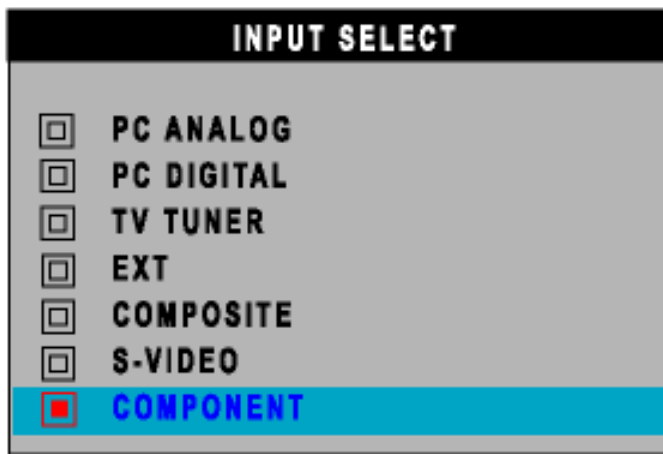 INPUT SELECT
PC ANALOG
PC DIGITAL
TV TUNER
EXT
COMPOSITE
S-VIDEO
COMPONENT